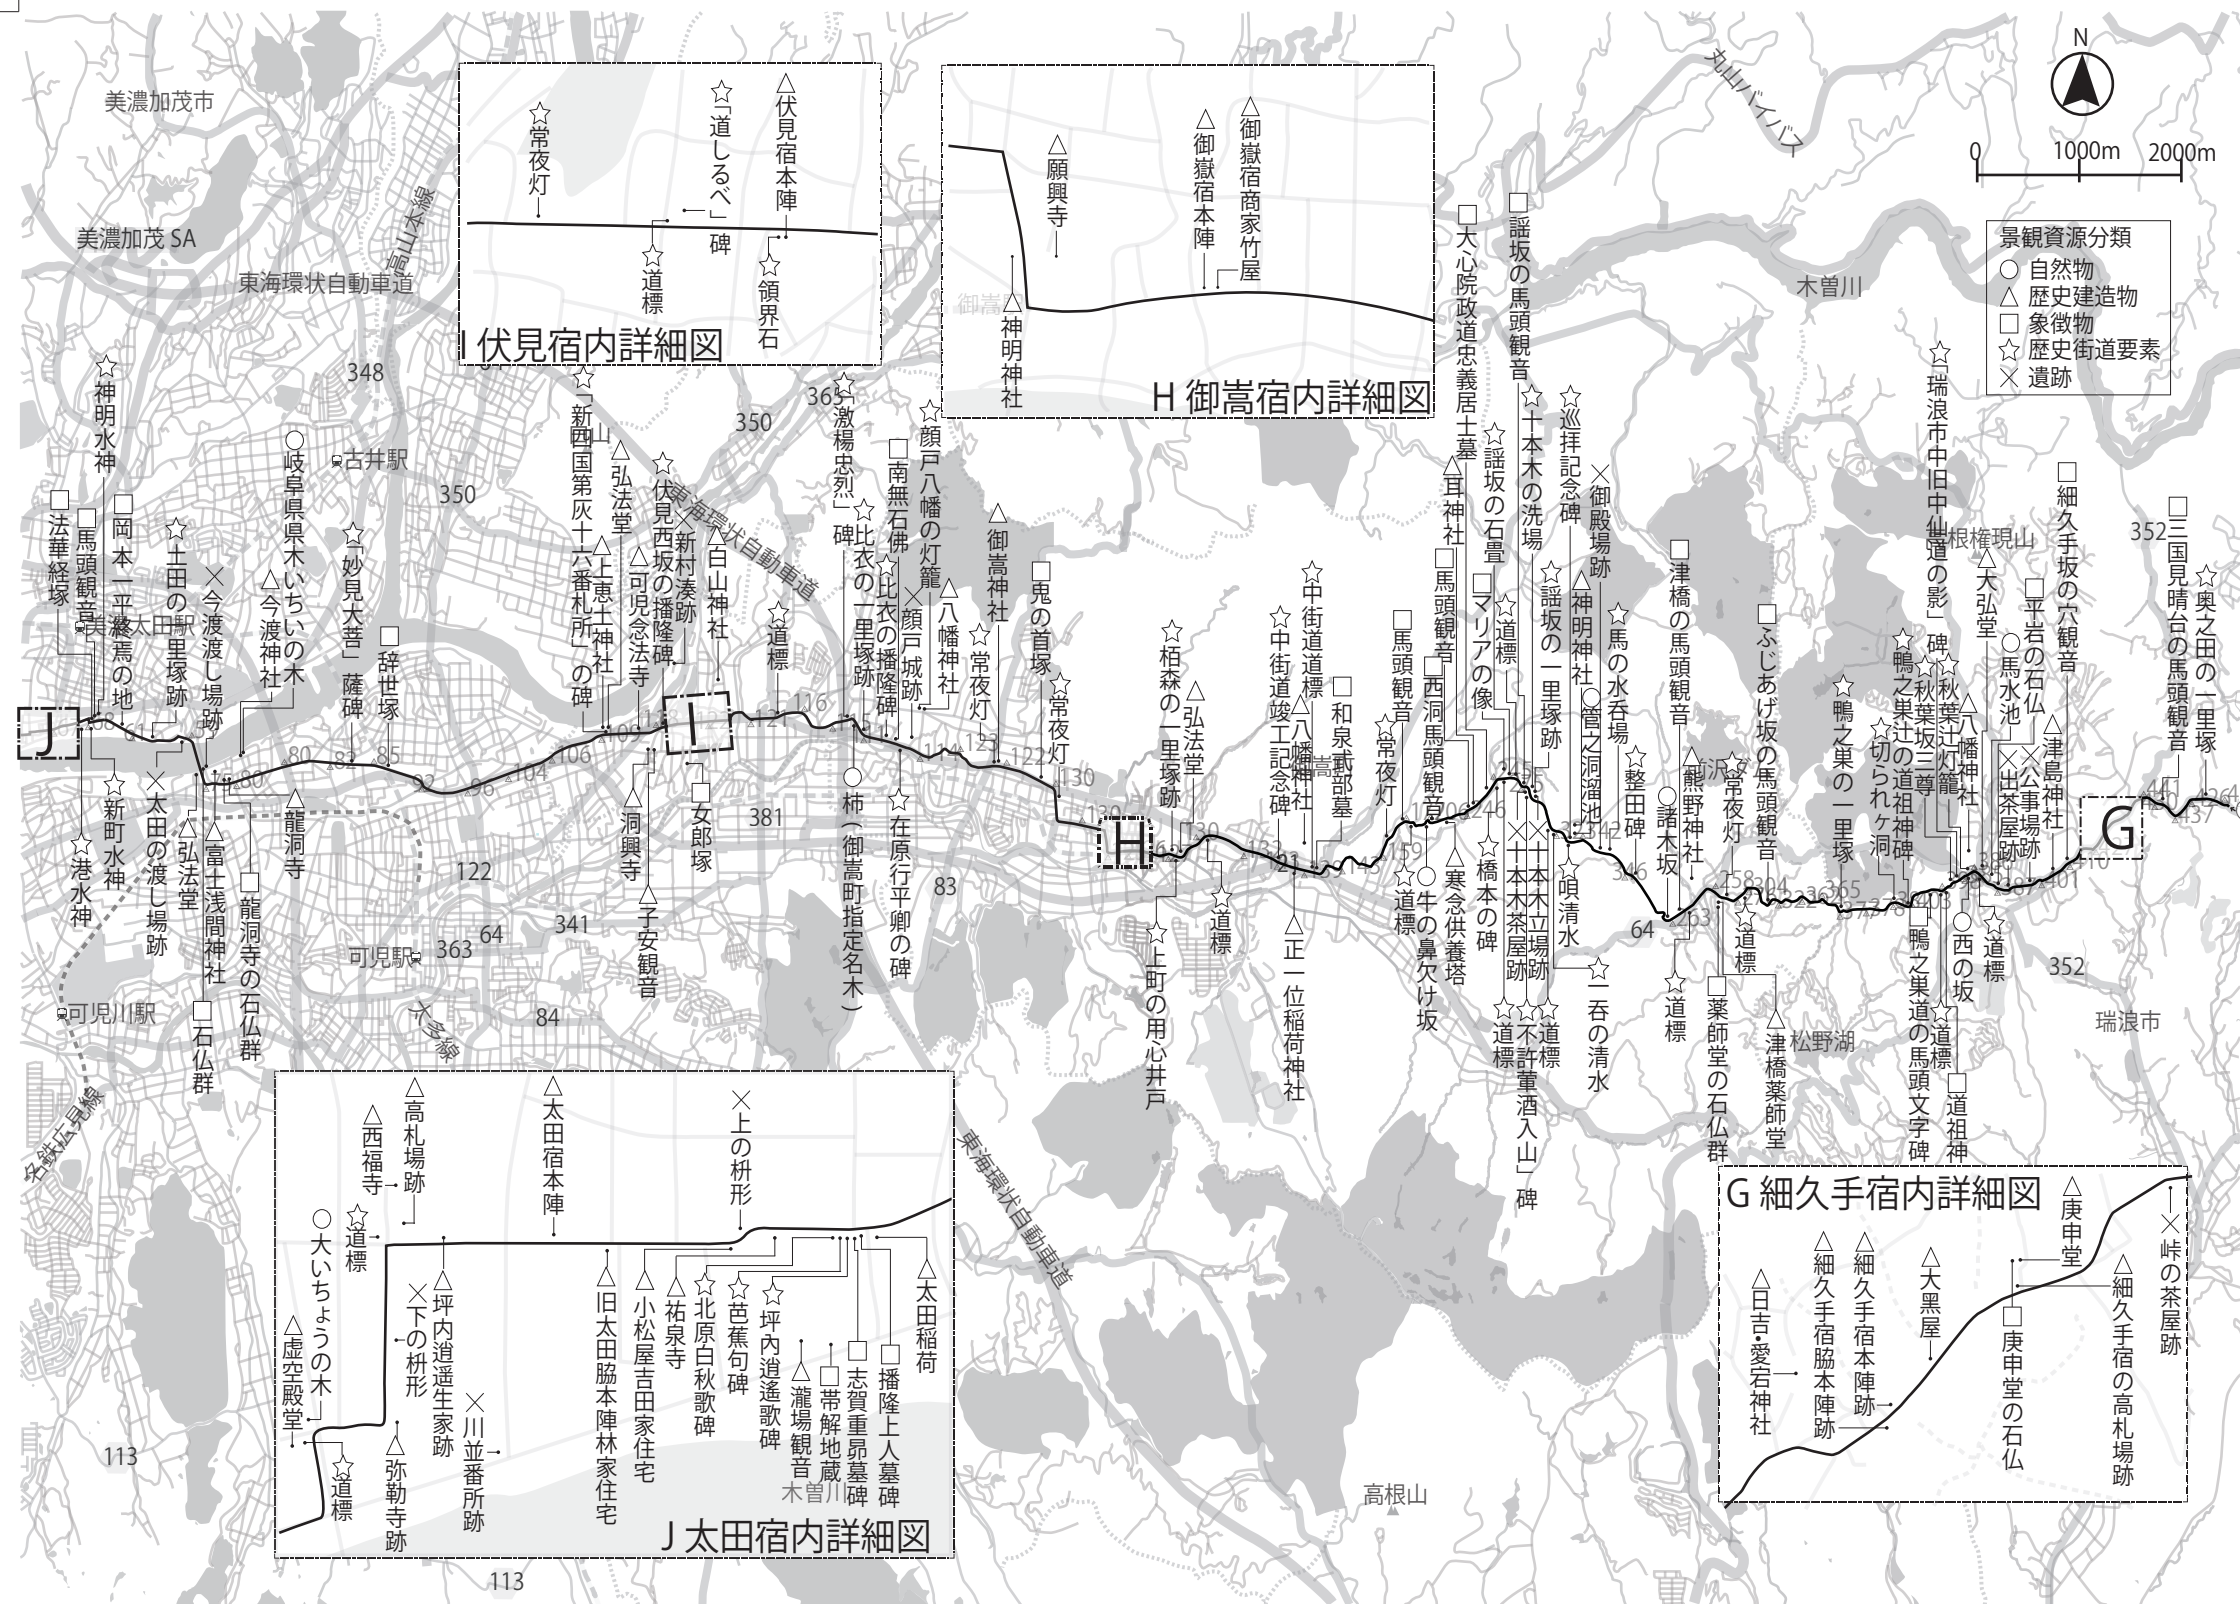 N
0
1000m
2000m
景観資源分類
○ 自然物
△ 歴史建造物
□ 象徴物
☆ 歴史街道要素
× 遺跡
美濃加茂市
美濃加茂 SA
東海環状自動車道
高山本線
丸山バイパス
木曽川
☆常夜灯
☆「道しるべ」碑
△伏見宿本陣
☆道標
☆領界石
I 伏見宿内詳細図
△願興寺
△御嶽宿本陣
△御嶽宿商家竹屋
△神明神社
H 御嵩宿内詳細図
348
350
350
365
古井駅
美濃太田駅
東海環状自動車道
□法華経塚
□馬頭観音
☆神明水神
□岡本一平終焉の地
☆土田の一里塚跡
×今渡渡し場跡
△今渡神社
○岐阜県県木いちいの木
☆「妙見大菩」薩碑
□辞世塚
☆「新四国第灰十六番札所」の碑
△上恵土神社
△弘法堂
△可児念法寺
☆伏見西坂の播隆碑
×新村湊跡
△白山神社
☆道標
☆「激楊忠烈」碑
☆比衣の一里塚跡
☆比衣の播隆碑
□南無石佛
×顔戸城跡
☆顔戸八幡の灯籠
△八幡神社
☆常夜灯
△御嵩神社
□鬼の首塚
☆常夜灯
☆栢森の一里塚跡
△弘法堂
☆中街道竣工記念碑
△八幡神社
☆中街道道標
□和泉式部墓
☆常夜灯
□馬頭観音
□西洞馬頭観音
□馬頭観音
△耳神社
□大心院政道忠義居士墓
□マリアの像
☆謡坂の石畳
☆道標
□謡坂の馬頭観音
☆十本木の洗場
☆謡坂の一里塚跡
☆巡拝記念碑
△神明神社
○菅之洞溜池
×御殿場跡
☆馬の水呑場
☆整田碑
○諸木坂
□津橋の馬頭観音
△熊野神社
☆常夜灯
□ふじあげ坂の馬頭観音
☆鴨之巣の一里塚
☆切られヶ洞
☆鴨之巣辻の道祖神碑
☆秋葉坂三尊
☆秋葉辻灯籠
☆「瑞浪市中旧中仙道の影」碑
△八幡神社
△大弘堂
○馬水池
×出茶屋跡
×公事場跡
□平岩の石仏
△津島神社
□細久手坂の穴観音
352
□三国見晴台の馬頭観音
☆奥之田の一里塚
J
I
H
G
☆港水神
☆新町水神
×太田の渡し場跡
△弘法堂
△富士浅間神社
□石仏群
□龍洞寺の石仏群
△龍洞寺
△洞興寺
△子安観音
□女郎塚
381
○柿（御嵩町指定名木）
☆在原行平卿の碑
83
122
64
341
363
84
可児駅
可児川駅
太多線
名鉄広見線
☆上町の用心井戸
☆道標
△正一位稲荷神社
☆道標
○牛の鼻欠け坂
△寒念供養塔
☆橋本の碑
×十本木茶屋跡
×十本木立場跡
☆道標
☆「不許葷酒入山」碑
☆道標
☆唄清水
☆一呑の清水
64
☆道標
□薬師堂の石仏群
☆道標
△津橋薬師堂
松野湖
□鴨之巣道の馬頭文字碑
☆道標
□道祖神
○西の坂
☆道標
352
瑞浪市
東海環状自動車道
高根山
113
113
△西福寺
△高札場跡
△太田宿本陣
×上の枡形
○大いちょうの木
☆道標
△虚空殿堂
☆道標
△弥勒寺跡
×下の枡形
△坪内逍遥生家跡
×川並番所跡
△旧太田脇本陣林家住宅
△小松屋吉田家住宅
△祐泉寺
☆北原白秋歌碑
☆芭蕉句碑
☆坪内逍遙歌碑
△瀧場観音
□帯解地蔵
□志賀重昴墓碑
□播隆上人墓碑
△太田稲荷
木曽川
J 太田宿内詳細図
G 細久手宿内詳細図
△日吉・愛宕神社
△細久手宿脇本陣跡
△細久手宿本陣跡
△大黒屋
□庚申堂の石仏
△庚申堂
△細久手宿の高札場跡
×峠の茶屋跡